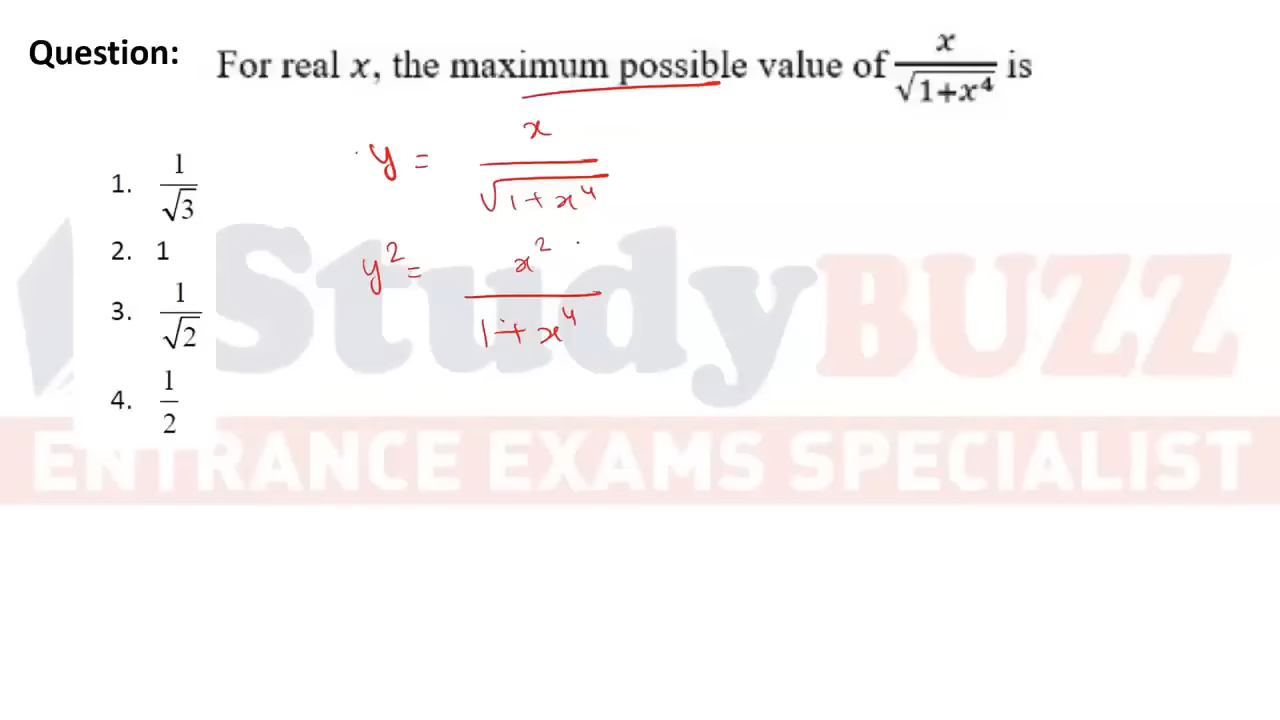 Question: For real x, the maximum possible value of x/√1+x⁴ is
1. 1/√3
2. 1
3. 1/√2
4. 1/2
y = x/√1+x⁴
y² = x²/1+x⁴
StudyBUZZ
ENTRANCE EXAMS SPECIALIST